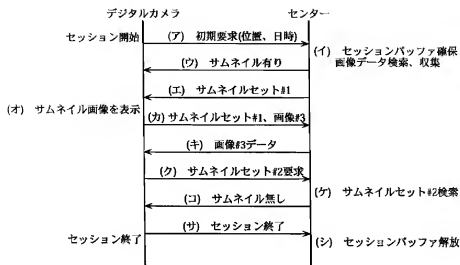 デジタルカメラ
センター
セッション開始
(ア) 初期要求(位置、日時)
(イ) セッションバッファ確保
画像データ検索、収集
(ウ) サムネイル有り
(エ) サムネイルセット#1
(オ) サムネイル画像を表示
(カ) サムネイルセット#1、画像#3
(キ) 画像#3データ
(ク) サムネイルセット#2要求
(ケ) サムネイルセット#2検索
(コ) サムネイル無し
(サ) セッション終了
セッション終了
(シ) セッションバッファ解放